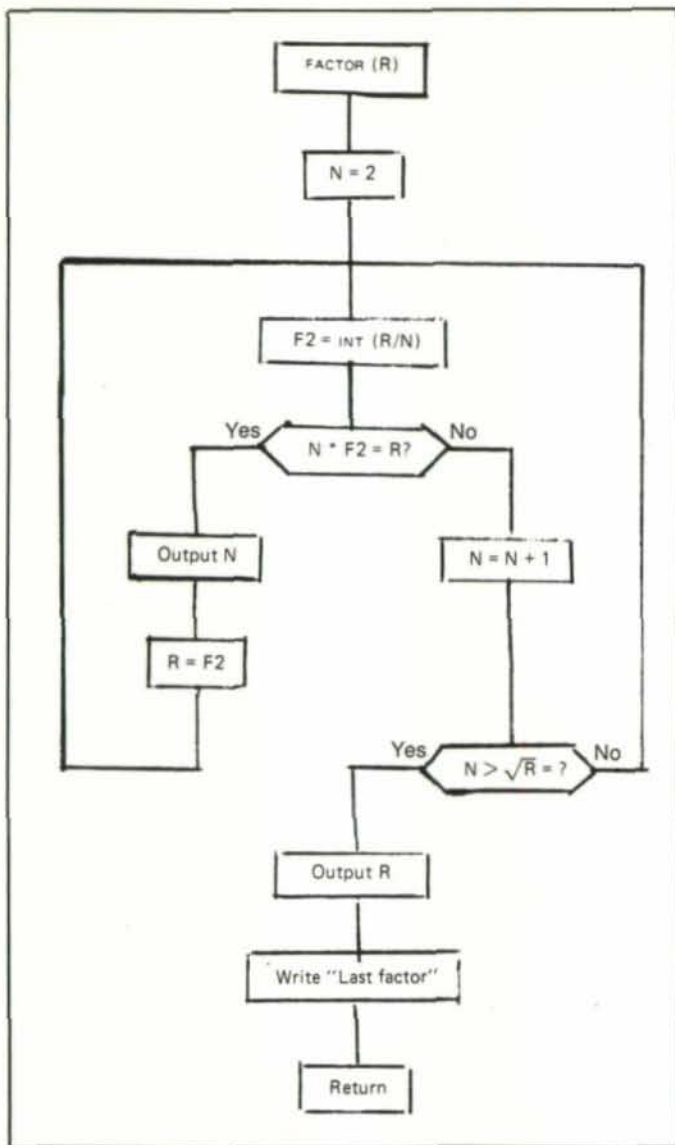 FACTOR (R)
N = 2
F2 = INT (R/N)
Yes
No
N * F2 = R?
Output N
N = N + 1
R = F2
Yes
No
N > √R = ?
Output R
Write "Last factor"
Return